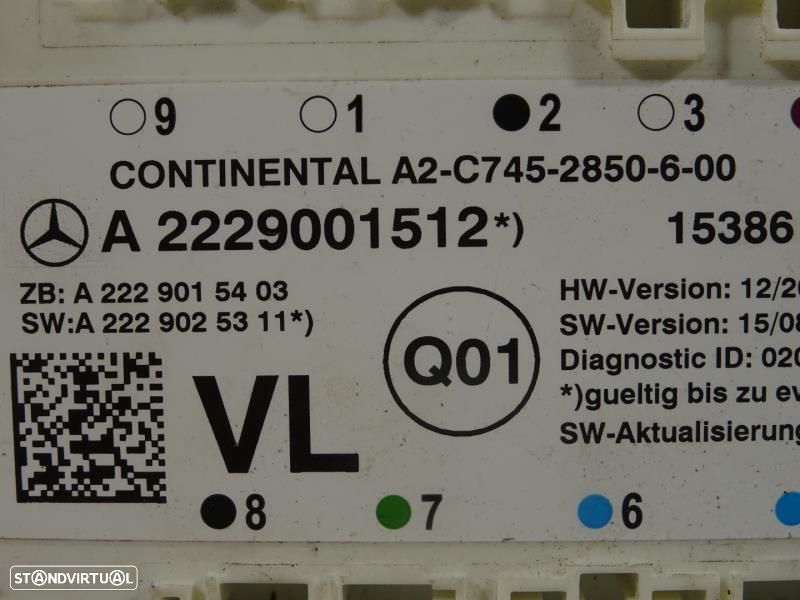 9 1 2 3
CONTINENTAL A2-C745-2850-6-00
A 2229001512*) 15386
ZB: A 222 901 54 03
SW:A 222 902 53 11*)
HW-Version: 12/20
SW-Version: 15/08
Diagnostic ID: 020
*)gueltig bis zu ev
SW-Aktualisierung
Q01
VL
8 7 6
STANDVIRTUAL